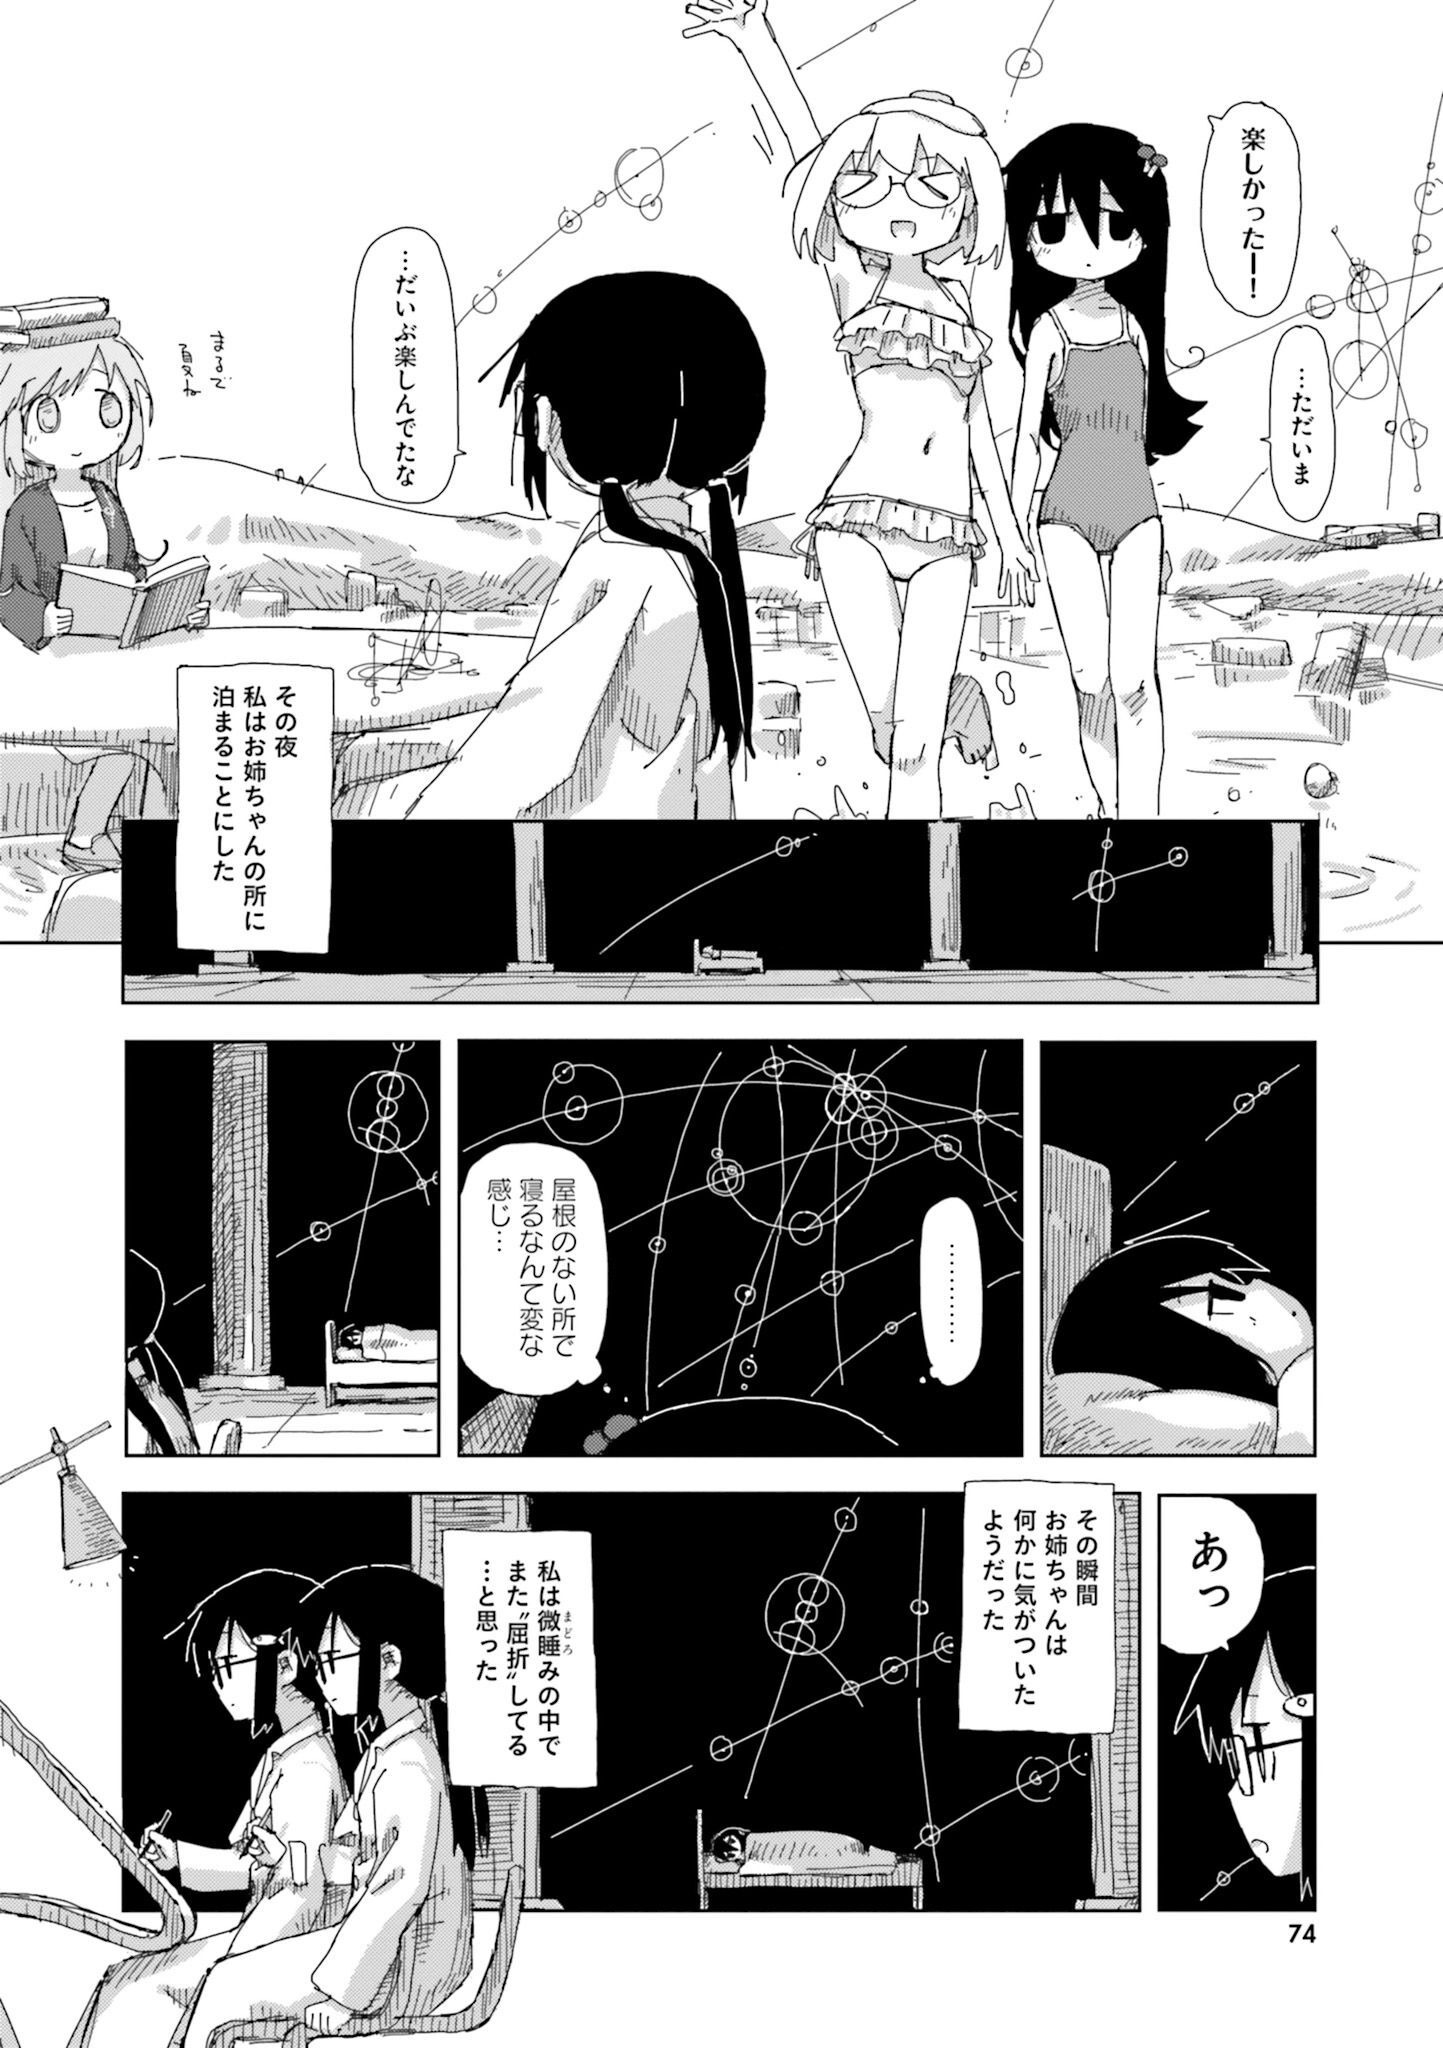 楽しかったー！
…ただいま
…だいぶ楽しんでたな
まるで
夏ね
その夜
私はお姉ちゃんの所に
泊まることにした
…………
屋根のない所で
寝るなんて変な
感じ…
あっ
その瞬間
お姉ちゃんは
何かに気がついた
ようだった
私は微睡みの中で
まどろ
また〝屈折〟してる
…と思った
74